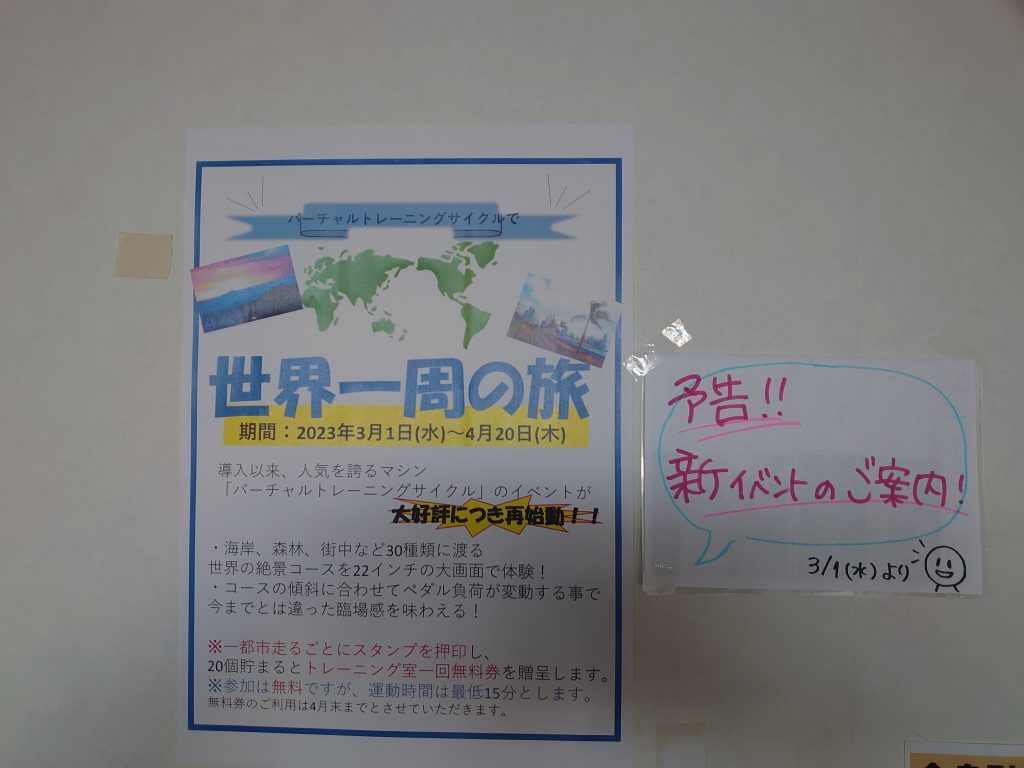 バーチャルトレーニングサイクルで
世界一周の旅
期間：2023年3月1日(水)～4月20日(木)
導入以来、人気を誇るマシン
「バーチャルトレーニングサイクル」のイベントが
大好評につき再始動！！
・海岸、森林、街中など30種類に渡る
世界の絶景コースを22インチの大画面で体験！
・コースの傾斜に合わせてペダル負荷が変動する事で
今までとは違った臨場感を味わえる！
※一都市走るごとにスタンプを押印し、
20個貯まるとトレーニング室一回無料券を贈呈します。
※参加は無料ですが、運動時間は最低15分とします。
無料券のご利用は4月末までとさせていただきます。
予告!!
新イベントのご案内!
3/1(水)より